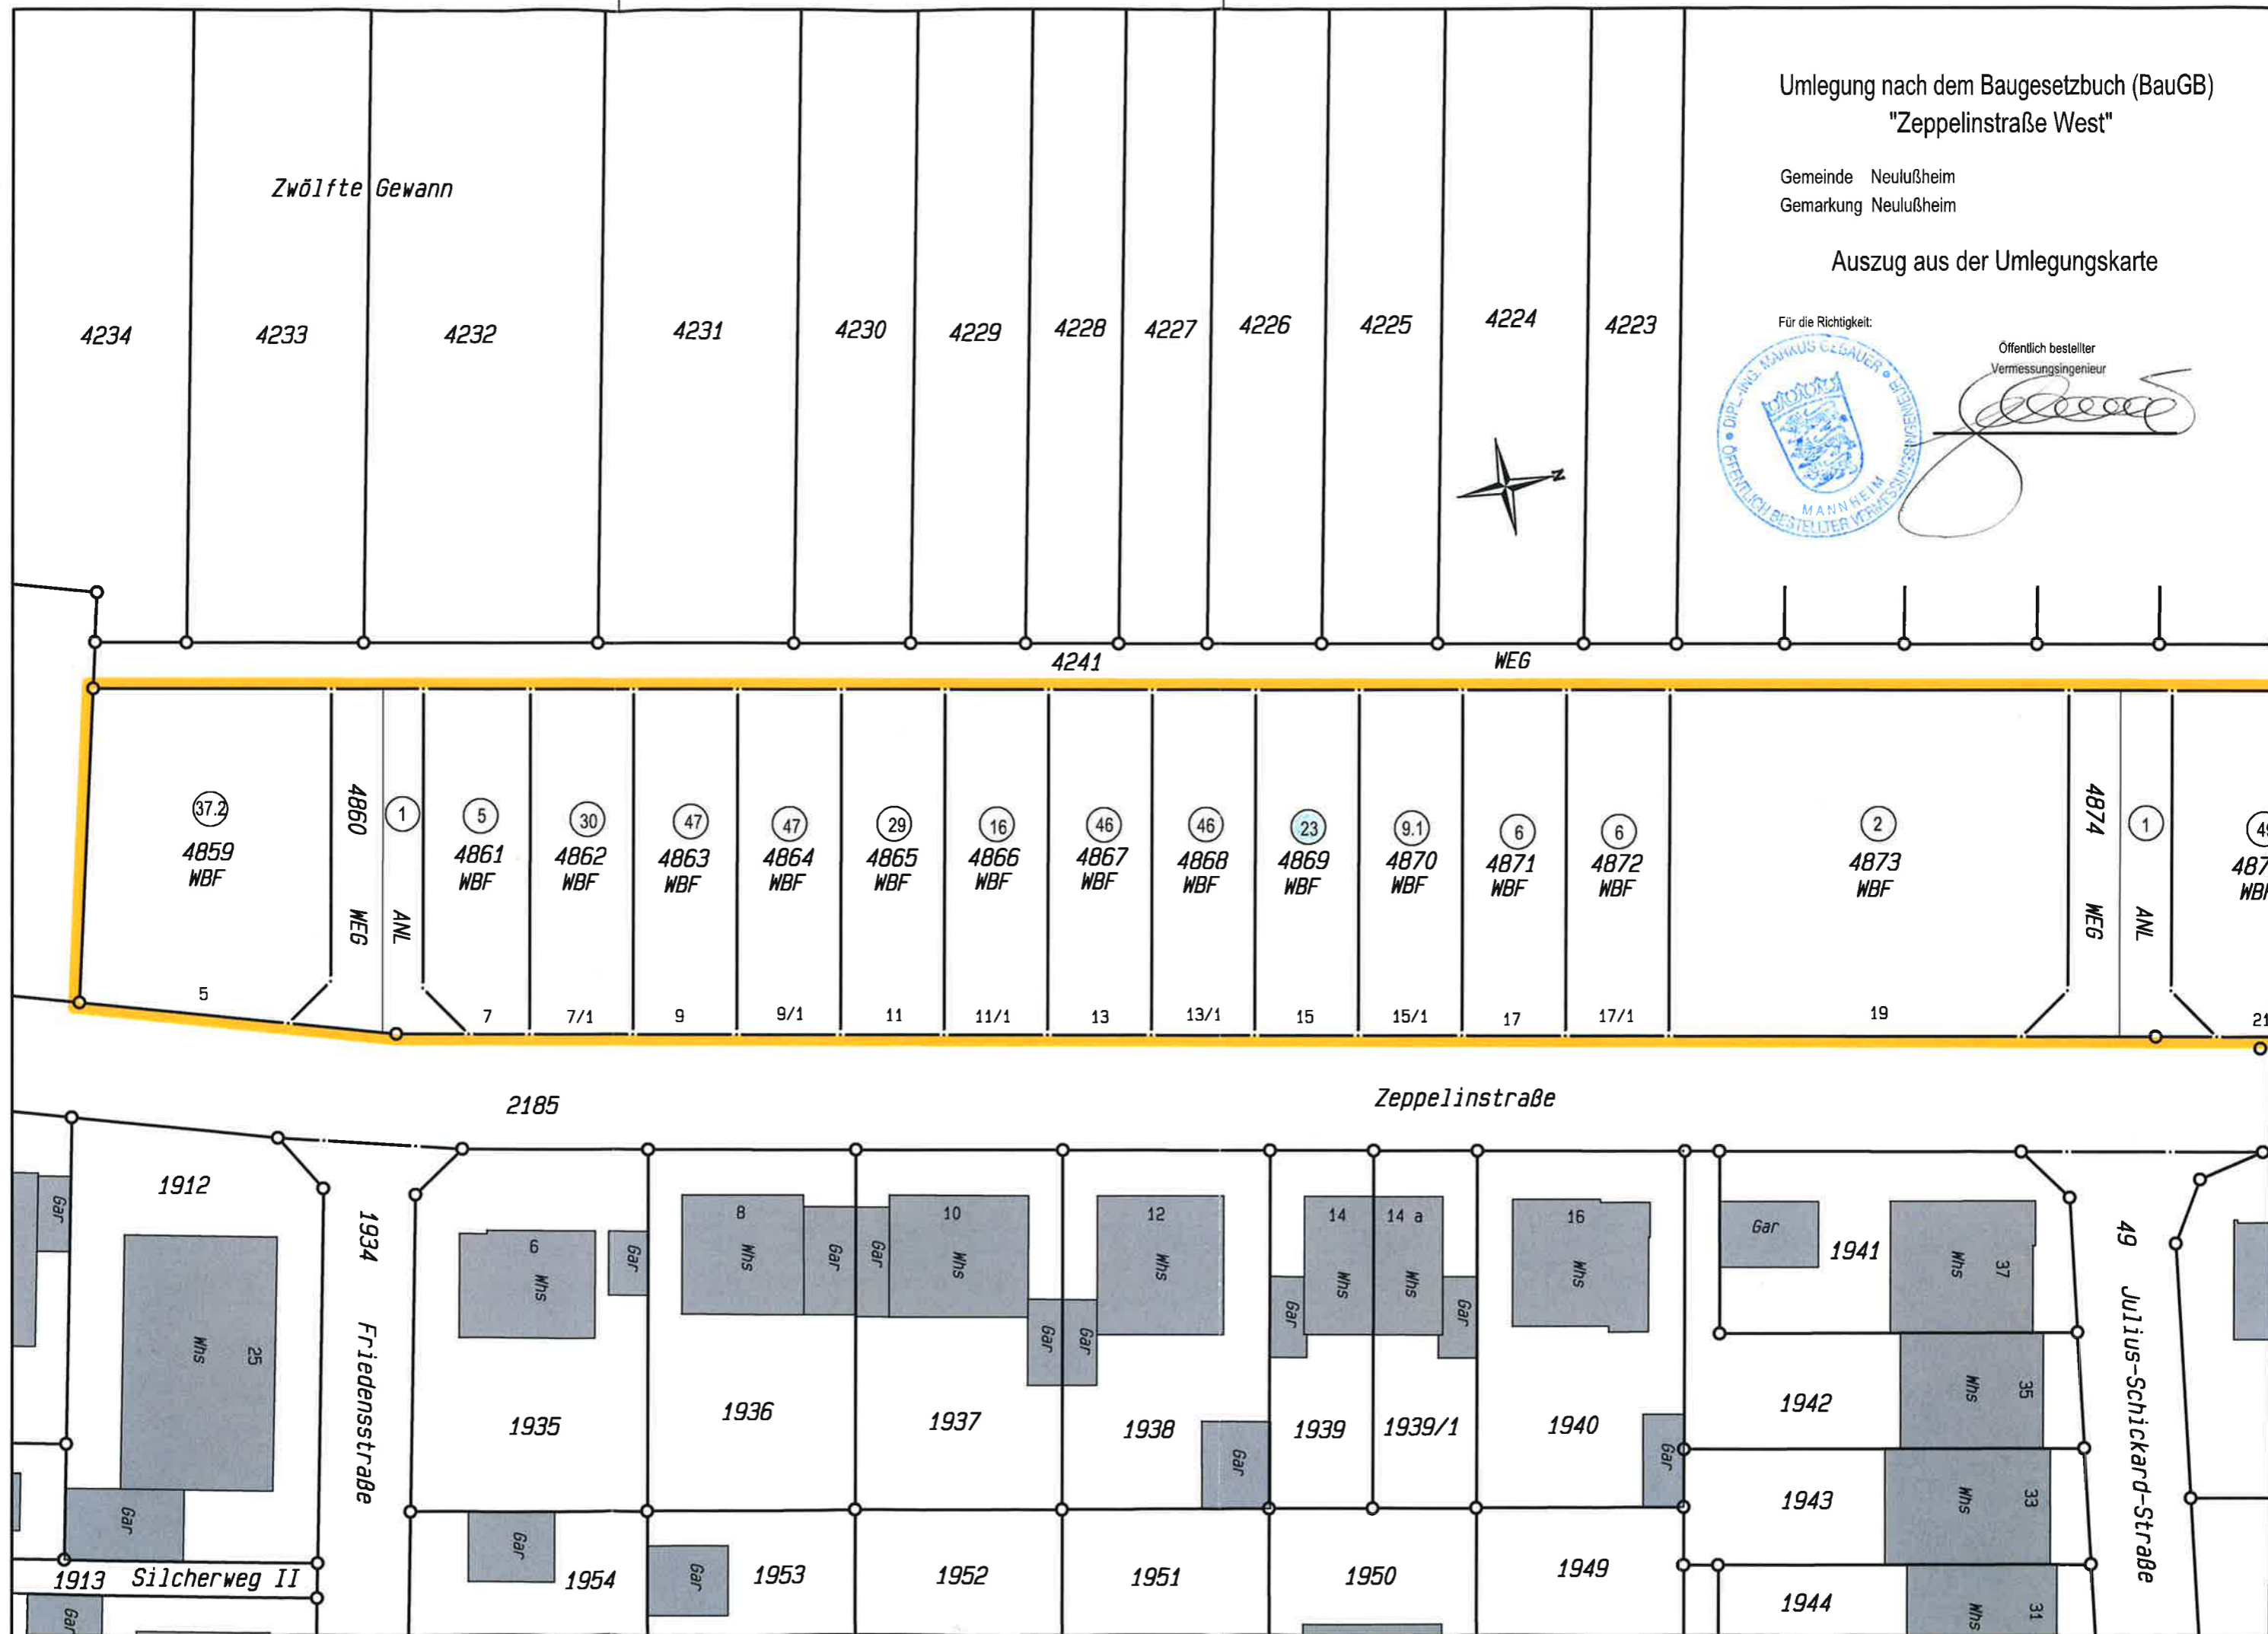 Umlegung nach dem Baugesetzbuch (BauGB)
"Zeppelinstraße West"
Gemeinde Neulußheim
Gemarkung Neulußheim
Auszug aus der Umlegungskarte
Für die Richtigkeit:
Öffentlich bestellter
Vermessungsingenieur
DIPL.-ING. MARKUS GEBAUER
ÖFFENTLICH BESTELLTER VERMESSUNGSINGENIEUR
MANNHEIM
N
Zwölfte Gewann
4234 4233 4232 4231 4230 4229 4228 4227 4226 4225 4224 4223
4241 WEG
37.2
4859
WBF
5
4860 WEG
1
ANL
5
4861
WBF
7
30
4862
WBF
7/1
47
4863
WBF
9
47
4864
WBF
9/1
29
4865
WBF
11
16
4866
WBF
11/1
46
4867
WBF
13
46
4868
WBF
13/1
23
4869
WBF
15
9.1
4870
WBF
15/1
6
4871
WBF
17
6
4872
WBF
17/1
2
4873
WBF
19
4874 WEG
1
ANL
21
2185 Zeppelinstraße
Gar
1912
25
Whs
Gar
1934 Friedensstraße
6
Whs
Gar
1935
8
Whs
Gar
1936
Gar
10
Whs
Gar
1937
Gar
12
Whs
1938
Gar
Gar
14
Whs
1939
14 a
Whs
Gar
1939/1
16
Whs
1940
Gar
Gar
1941
37
Whs
1942
35
Whs
1943
33
Whs
1944
31
Whs
49 Julius-Schickard-Straße
1913 Silcherweg II
Gar
Gar
1954
Gar
1953
1952
1951
1950
1949